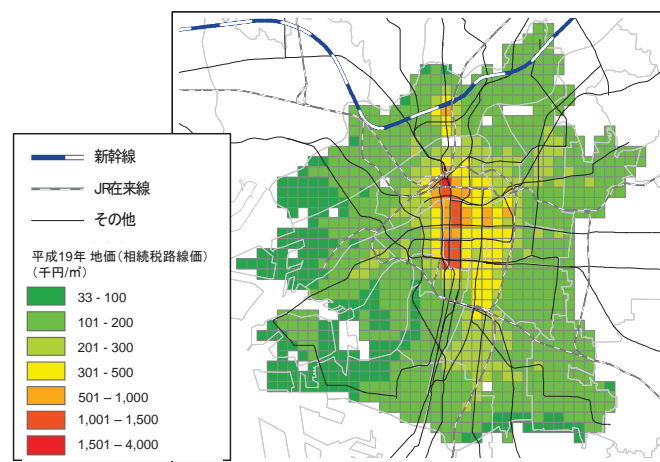 新幹線
JR在来線
その他
平成19年 地価（相続税路線価）
（千円/㎡）
33 - 100
101 - 200
201 - 300
301 - 500
501 – 1,000
1,001 – 1,500
1,501 – 4,000